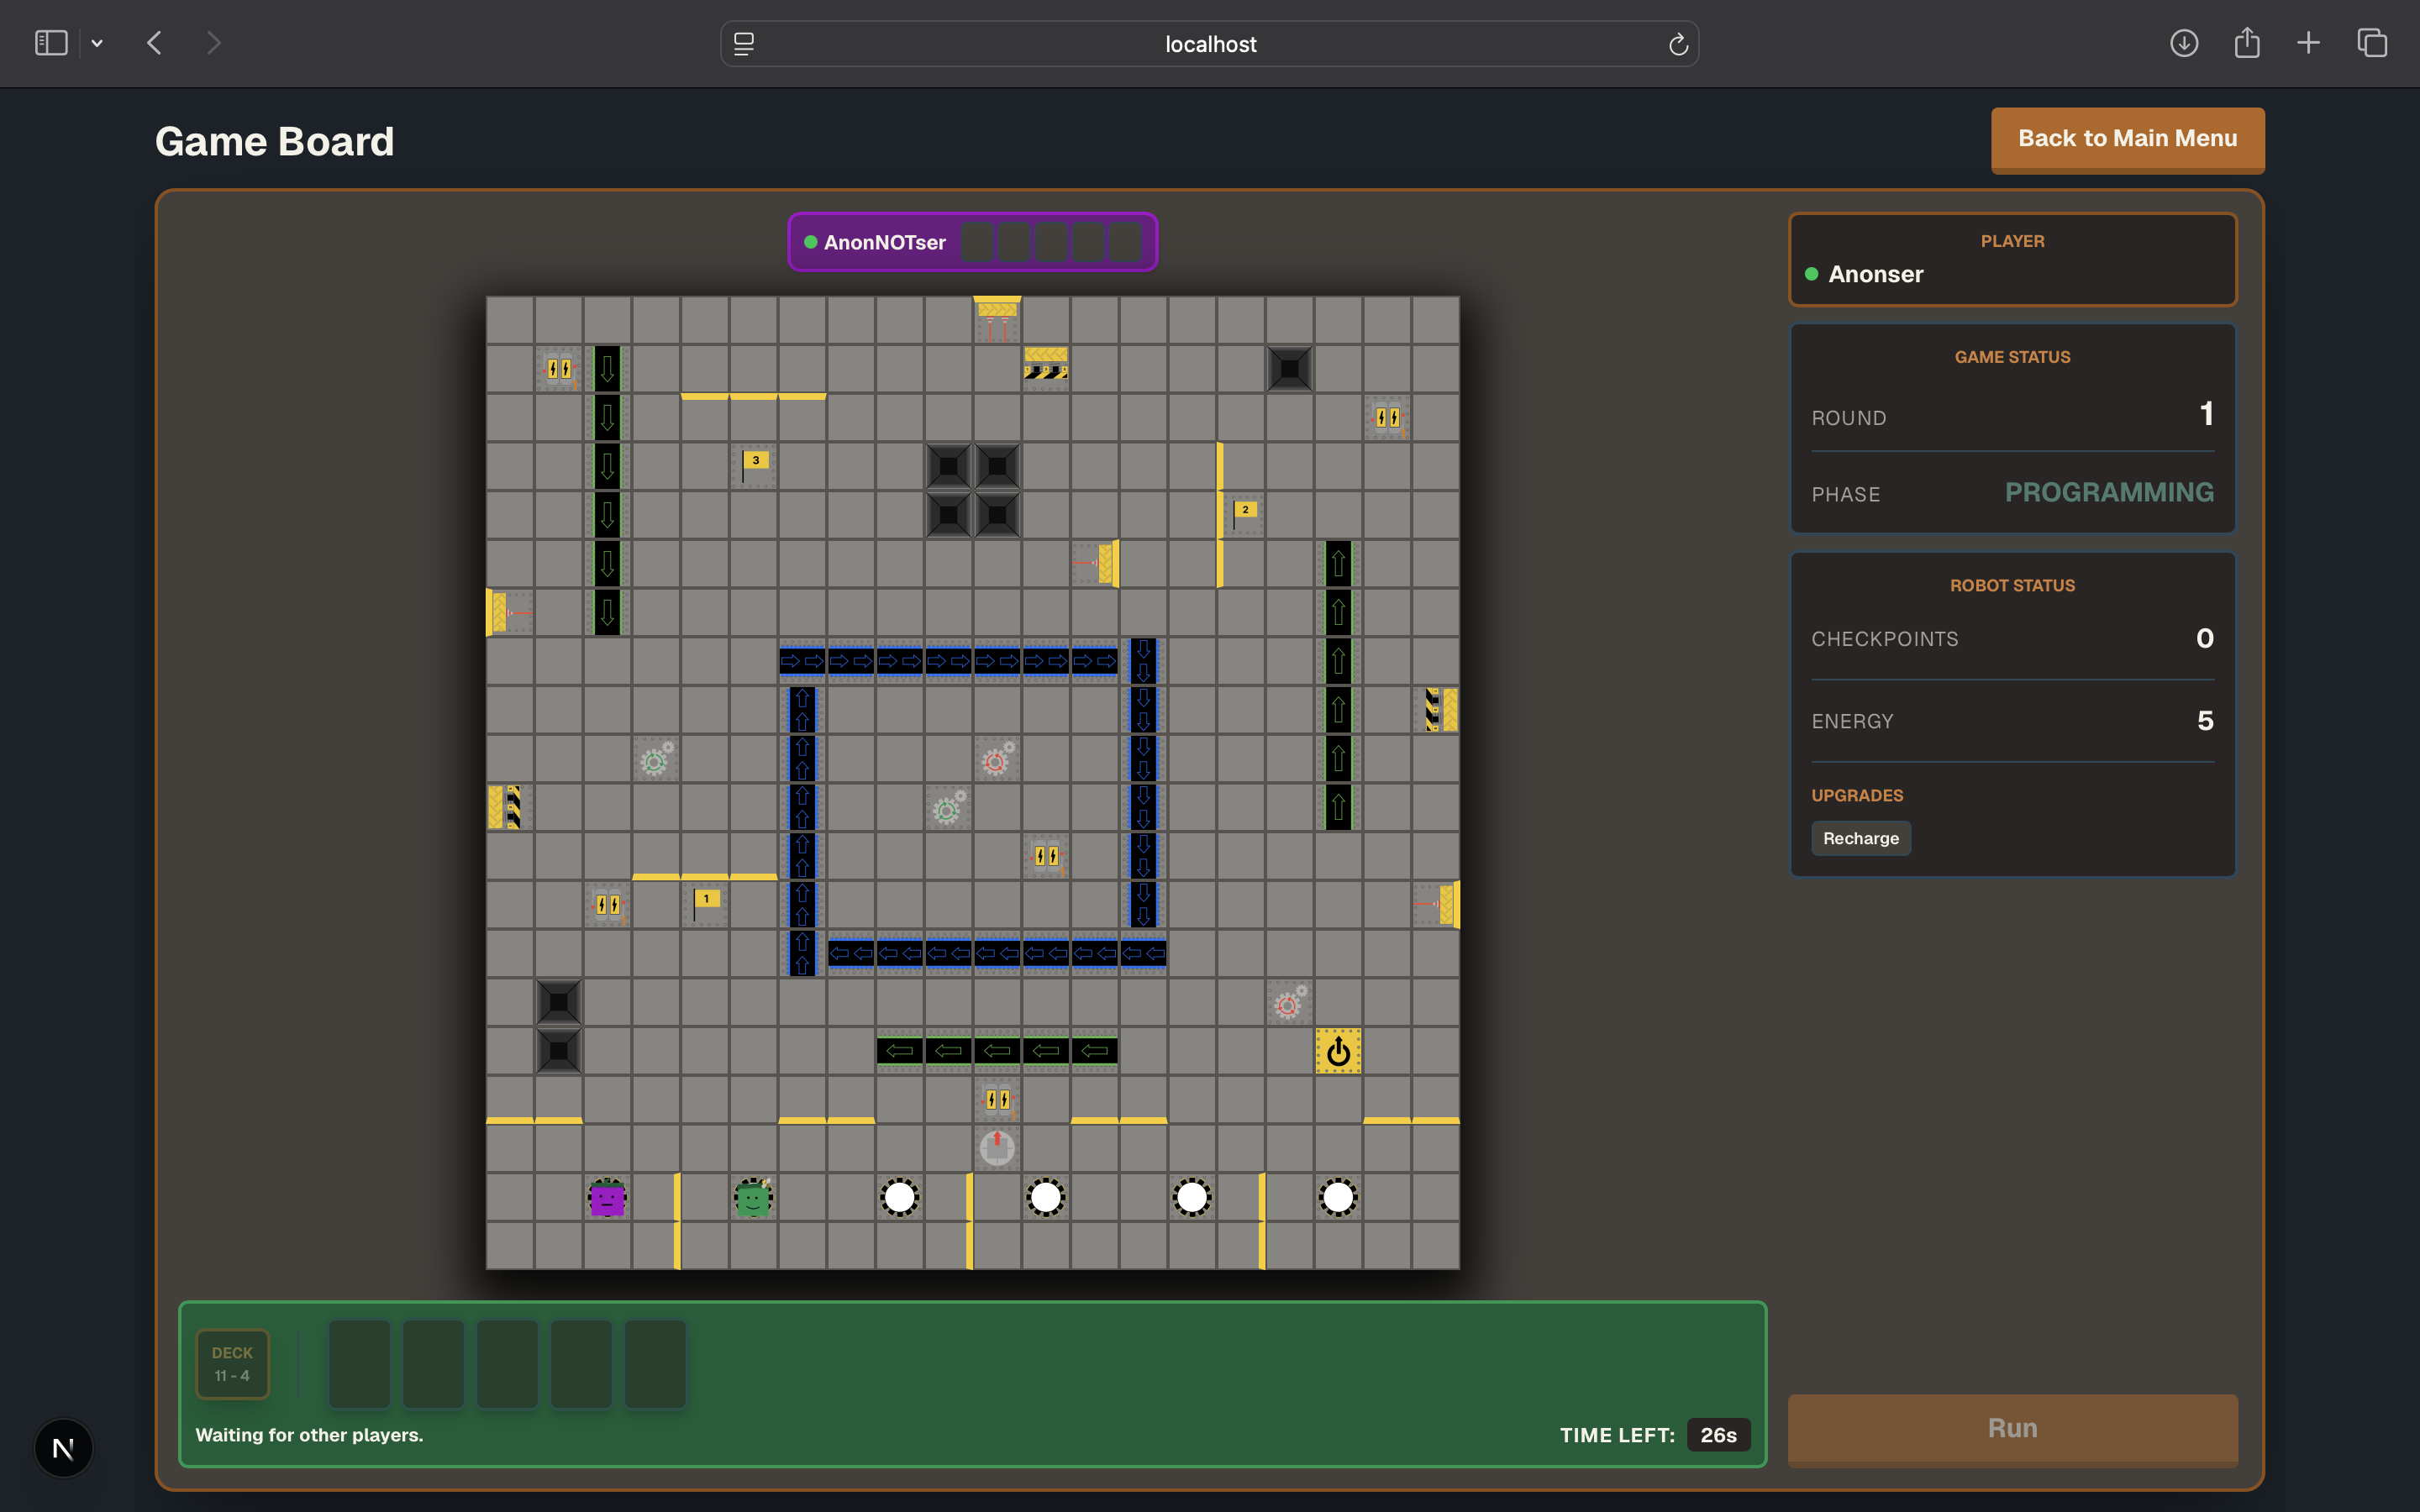 localhost
Game Board
Back to Main Menu
AnonNOTser
PLAYER
Anonser
GAME STATUS
ROUND 1
PHASE PROGRAMMING
ROBOT STATUS
CHECKPOINTS 0
ENERGY 5
UPGRADES
Recharge
3
2
1
DECK
11 - 4
Waiting for other players.
TIME LEFT: 26s
Run
N